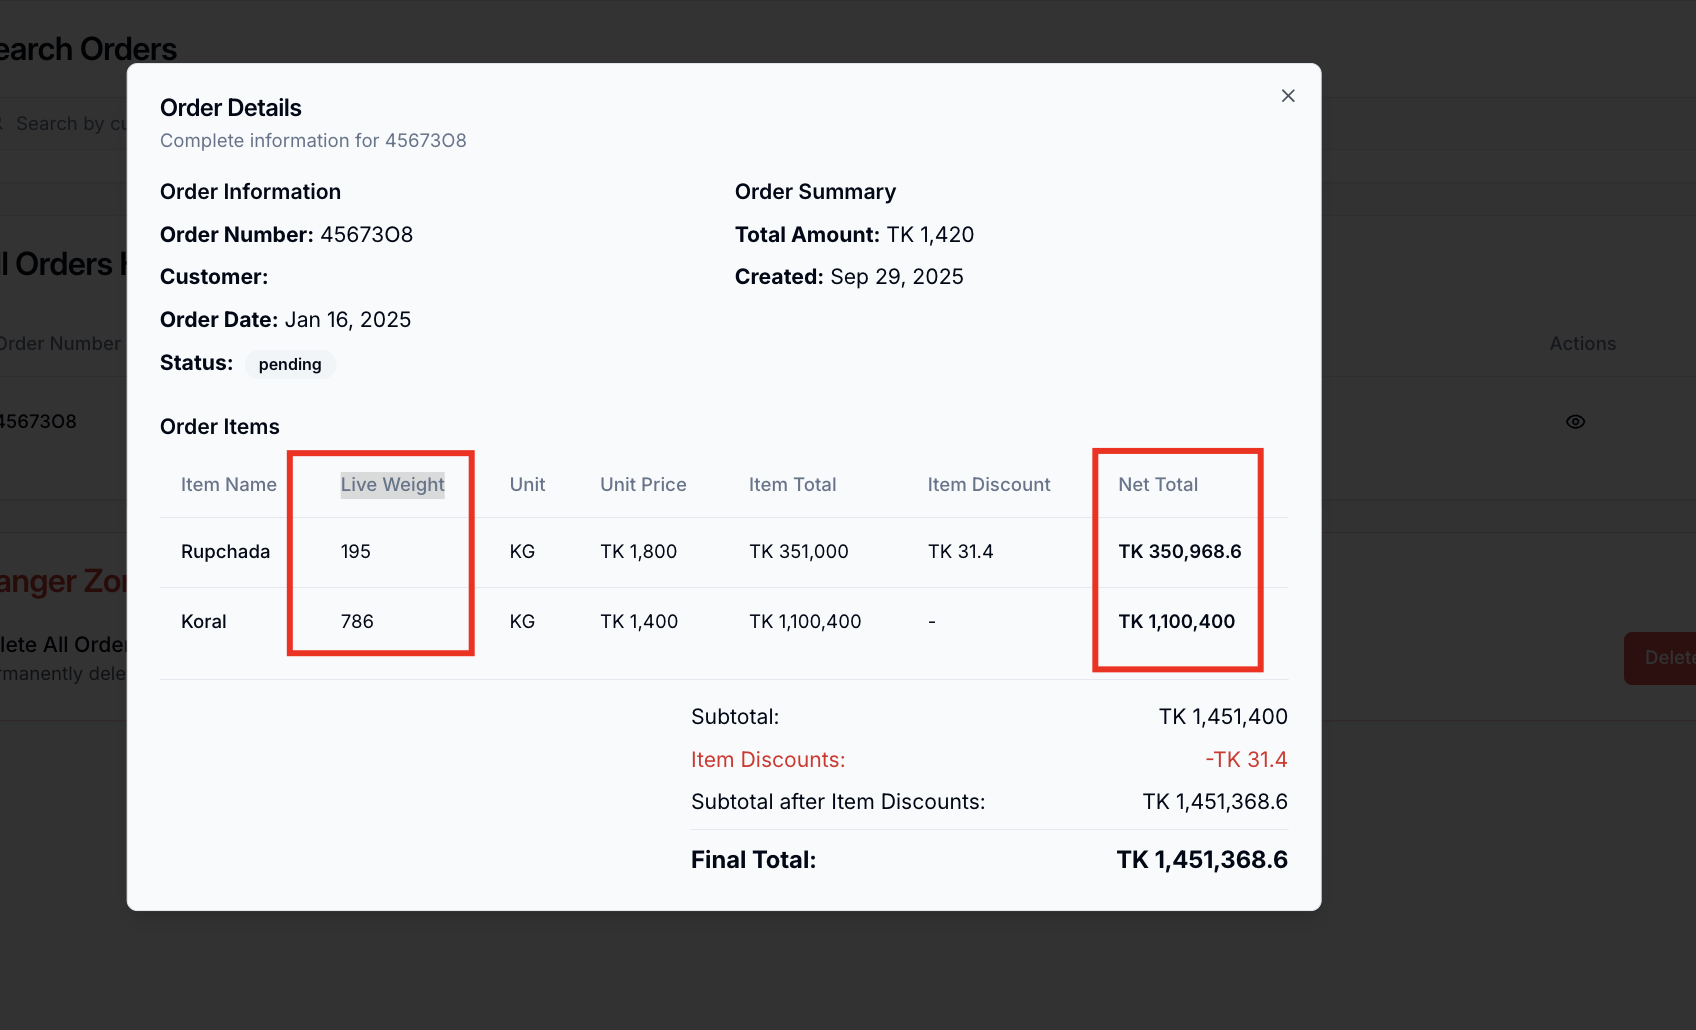 earch Orders
Search by cu
Order Details
Complete information for 45673O8
Order Information
Order Number: 45673O8
Customer:
Order Date: Jan 16, 2025
Status: pending
Order Summary
Total Amount: TK 1,420
Created: Sep 29, 2025
ll Orders H
Order Number
Actions
45673O8
Order Items
Item Name Live Weight Unit Unit Price Item Total Item Discount Net Total
Rupchada 195 KG TK 1,800 TK 351,000 TK 31.4 TK 350,968.6
Koral 786 KG TK 1,400 TK 1,100,400 - TK 1,100,400
anger Zon
lete All Order
rmanently dele
Delete
Subtotal: TK 1,451,400
Item Discounts: -TK 31.4
Subtotal after Item Discounts: TK 1,451,368.6
Final Total: TK 1,451,368.6